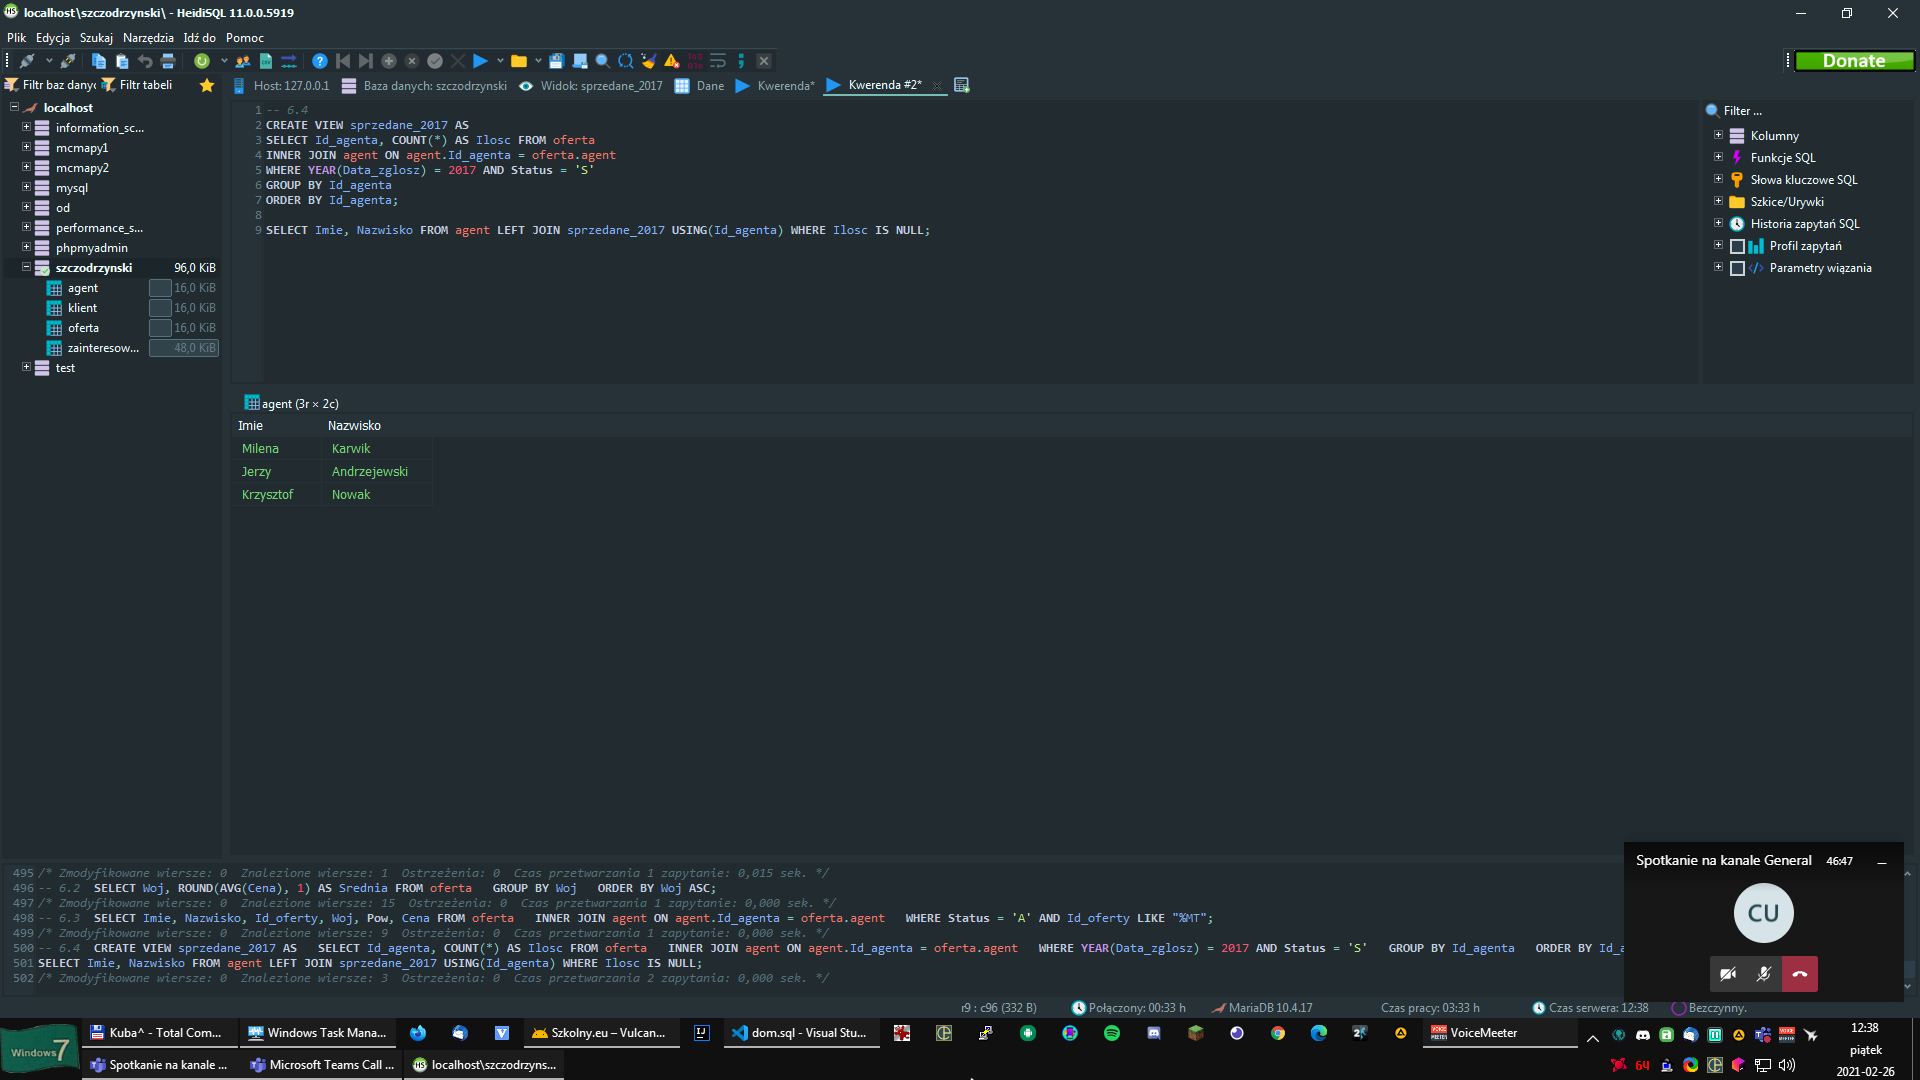 localhost\szczodrzynski\ - HeidiSQL 11.0.0.5919
Plik Edycja Szukaj Narzędzia Idź do Pomoc
Donate
Filtr bazy dany Filtr tabeli
Host: 127.0.0.1 Baza danych: szczodrzynski Widok: sprzedane_2017 Dane Kwerenda* Kwerenda #2*
localhost
information_sc...
mcmapy1
mcmapy2
mysql
od
performance_s...
phpmyadmin
szczodrzynski 96,0 KiB
agent 16,0 KiB
klient 16,0 KiB
oferta 16,0 KiB
zainteresow... 48,0 KiB
test
1 -- 6.4
2 CREATE VIEW sprzedane_2017 AS
3 SELECT Id_agenta, COUNT(*) AS Ilosc FROM oferta
4 INNER JOIN agent ON agent.Id_agenta = oferta.agent
5 WHERE YEAR(Data_zglosz) = 2017 AND Status = 'S'
6 GROUP BY Id_agenta
7 ORDER BY Id_agenta;
8
9 SELECT Imie, Nazwisko FROM agent LEFT JOIN sprzedane_2017 USING(Id_agenta) WHERE Ilosc IS NULL;
Filter ...
Kolumny
Funkcje SQL
Słowa kluczowe SQL
Szkice/Urywki
Historia zapytań SQL
Profil zapytań
Parametry wiązania
agent (3r × 2c)
Imie Nazwisko
Milena Karwik
Jerzy Andrzejewski
Krzysztof Nowak
495 /* Zmodyfikowane wiersze: 0 Znalezione wiersze: 1 Ostrzeżenia: 0 Czas przetwarzania 1 zapytanie: 0,015 sek. */
496 -- 6.2 SELECT Woj, ROUND(AVG(Cena), 1) AS Srednia FROM oferta GROUP BY Woj ORDER BY Woj ASC;
497 /* Zmodyfikowane wiersze: 0 Znalezione wiersze: 15 Ostrzeżenia: 0 Czas przetwarzania 1 zapytanie: 0,000 sek. */
498 -- 6.3 SELECT Imie, Nazwisko, Id_oferty, Woj, Pow, Cena FROM oferta INNER JOIN agent ON agent.Id_agenta = oferta.agent WHERE Status = 'A' AND Id_oferty LIKE "%MT";
499 /* Zmodyfikowane wiersze: 0 Znalezione wiersze: 9 Ostrzeżenia: 0 Czas przetwarzania 1 zapytanie: 0,000 sek. */
500 -- 6.4 CREATE VIEW sprzedane_2017 AS SELECT Id_agenta, COUNT(*) AS Ilosc FROM oferta INNER JOIN agent ON agent.Id_agenta = oferta.agent WHERE YEAR(Data_zglosz) = 2017 AND Status = 'S' GROUP BY Id_agenta ORDER BY Id_a
501 SELECT Imie, Nazwisko FROM agent LEFT JOIN sprzedane_2017 USING(Id_agenta) WHERE Ilosc IS NULL;
502 /* Zmodyfikowane wiersze: 0 Znalezione wiersze: 3 Ostrzeżenia: 0 Czas przetwarzania 2 zapytania: 0,000 sek. */
Spotkanie na kanale General 46:47
CU
r9 : c96 (332 B) Połączony: 00:33 h MariaDB 10.4.17 Czas pracy: 03:33 h Czas serwera: 12:38 Bezczynny.
Windows 7
Kuba^ - Total Com... Windows Task Mana... Szkolny.eu – Vulcan... dom.sql - Visual Stu... VoiceMeeter
Spotkanie na kanale ... Microsoft Teams Call ... localhost\szczodrzyns...
64
12:38
piątek
2021-02-26